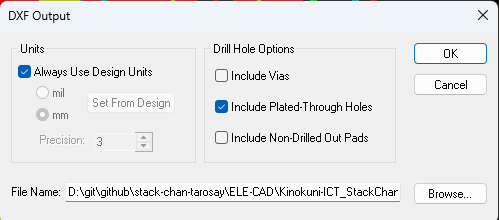 DXF Output
Units
Always Use Design Units
mil
mm
Set From Design
Precision:
3
Drill Hole Options
Include Vias
Include Plated-Through Holes
Include Non-Drilled Out Pads
OK
Cancel
File Name:
D:\git\github\stack-chan-tarosay\ELE-CAD\Kinokuni-ICT_StackChan
Browse...